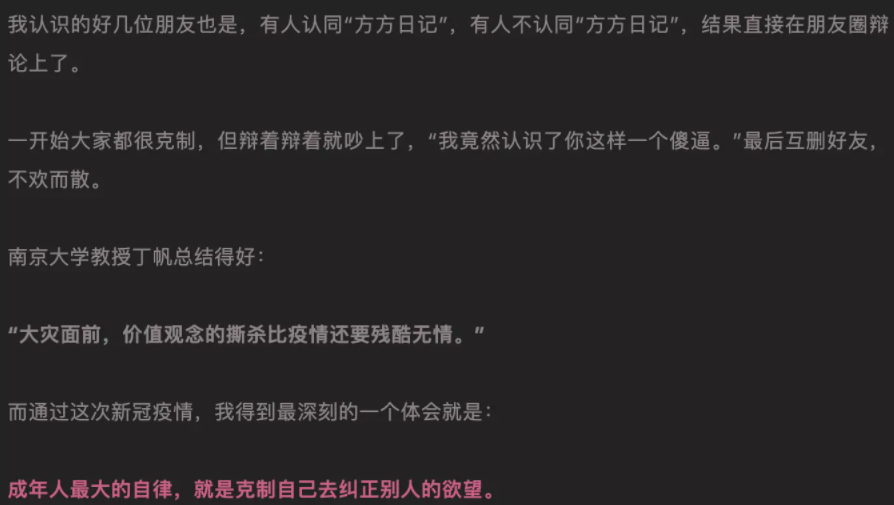 我认识的好几位朋友也是，有人认同“方方日记”，有人不认同“方方日记”，结果直接在朋友圈辩
论上了。
一开始大家都很克制，但辩着辩着就吵上了，“我竟然认识了你这样一个傻逼。”最后互删好友，
不欢而散。
南京大学教授丁帆总结得好：
“大灾面前，价值观念的撕杀比疫情还要残酷无情。”
而通过这次新冠疫情，我得到最深刻的一个体会就是：
成年人最大的自律，就是克制自己去纠正别人的欲望。